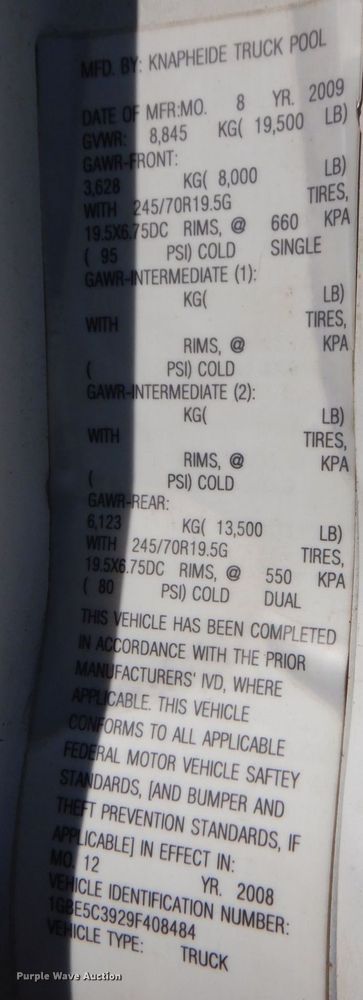 MFD. BY: KNAPHEIDE TRUCK POOL
DATE OF MFR:MO. 8 YR. 2009
GVWR: 8,845 KG( 19,500 LB)
GAWR-FRONT:
3,628 KG( 8,000 LB)
WITH 245/70R19.5G TIRES,
19.5X6.75DC RIMS, @ 660 KPA
( 95 PSI) COLD SINGLE
GAWR-INTERMEDIATE (1):
KG( LB)
WITH TIRES,
RIMS, @ KPA
( PSI) COLD
GAWR-INTERMEDIATE (2):
KG( LB)
WITH TIRES,
RIMS, @ KPA
( PSI) COLD
GAWR-REAR:
6,123 KG( 13,500 LB)
WITH 245/70R19.5G TIRES,
19.5X6.75DC RIMS, @ 550 KPA
( 80 PSI) COLD DUAL
THIS VEHICLE HAS BEEN COMPLETED
IN ACCORDANCE WITH THE PRIOR
MANUFACTURERS' IVD, WHERE
APPLICABLE. THIS VEHICLE
CONFORMS TO ALL APPLICABLE
FEDERAL MOTOR VEHICLE SAFTEY
STANDARDS, [AND BUMPER AND
THEFT PREVENTION STANDARDS, IF
APPLICABLE] IN EFFECT IN:
MO. 12 YR. 2008
VEHICLE IDENTIFICATION NUMBER:
1GBE5C3929F408484
VEHICLE TYPE: TRUCK
Purple Wave Auction